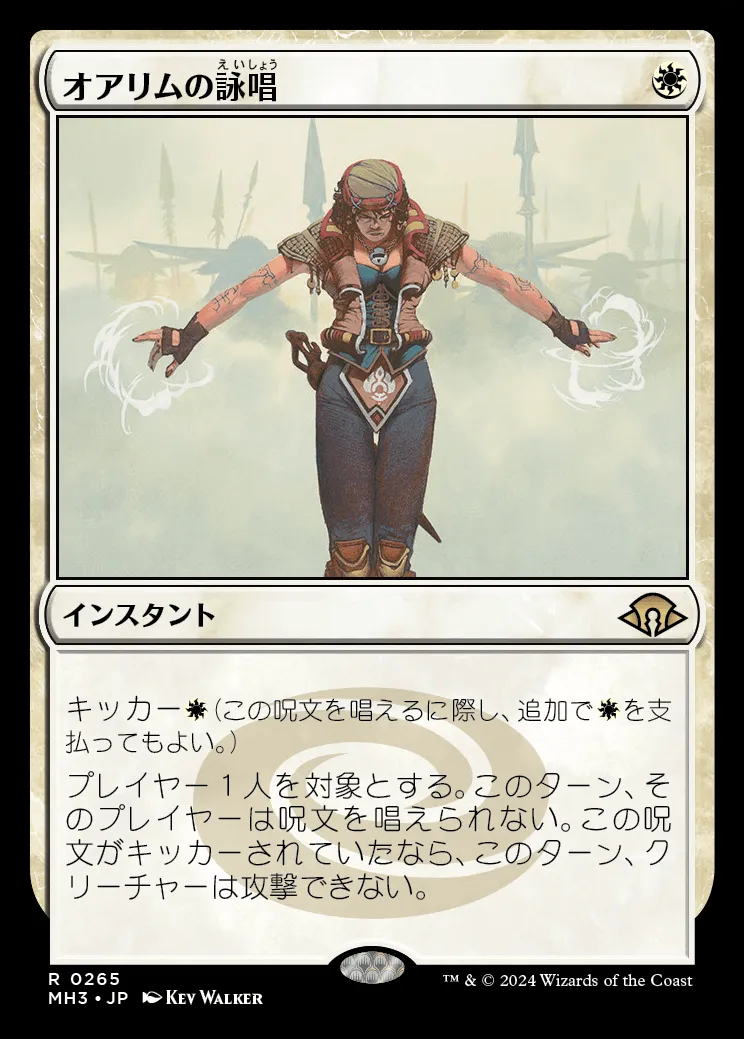 えいしょう
オアリムの詠唱
インスタント
キッカー(この呪文を唱えるに際し、追加でを支
払ってもよい。)
プレイヤー1人を対象とする。このターン、そ
のプレイヤーは呪文を唱えられない。この呪
文がキッカーされていたなら、このターン、ク
リーチャーは攻撃できない。
R 0265
MH3 • JP Kev Walker
™ & © 2024 Wizards of the Coast